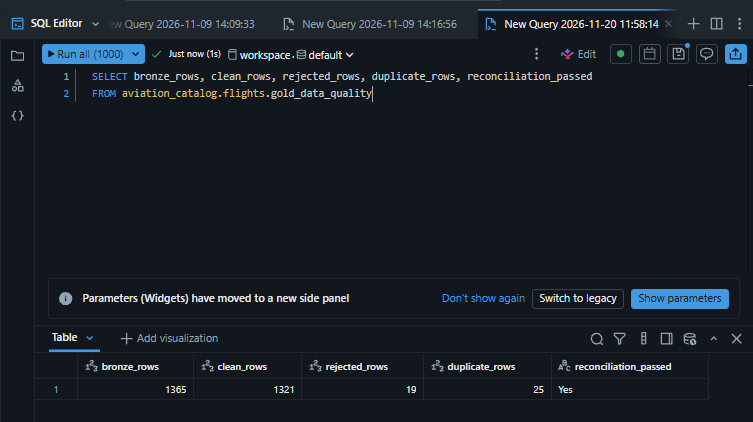 SQL Editor
New Query 2026-11-09 14:09:33
New Query 2026-11-09 14:16:56
New Query 2026-11-20 11:58:14
Run all (1000)
Just now (1s)
workspace. default
Edit
1 SELECT bronze_rows, clean_rows, rejected_rows, duplicate_rows, reconciliation_passed
2 FROM aviation_catalog.flights.gold_data_quality
Parameters (Widgets) have moved to a new side panel
Don't show again
Switch to legacy
Show parameters
Table
Add visualization
bronze_rows clean_rows rejected_rows duplicate_rows reconciliation_passed
1 1365 1321 19 25 Yes